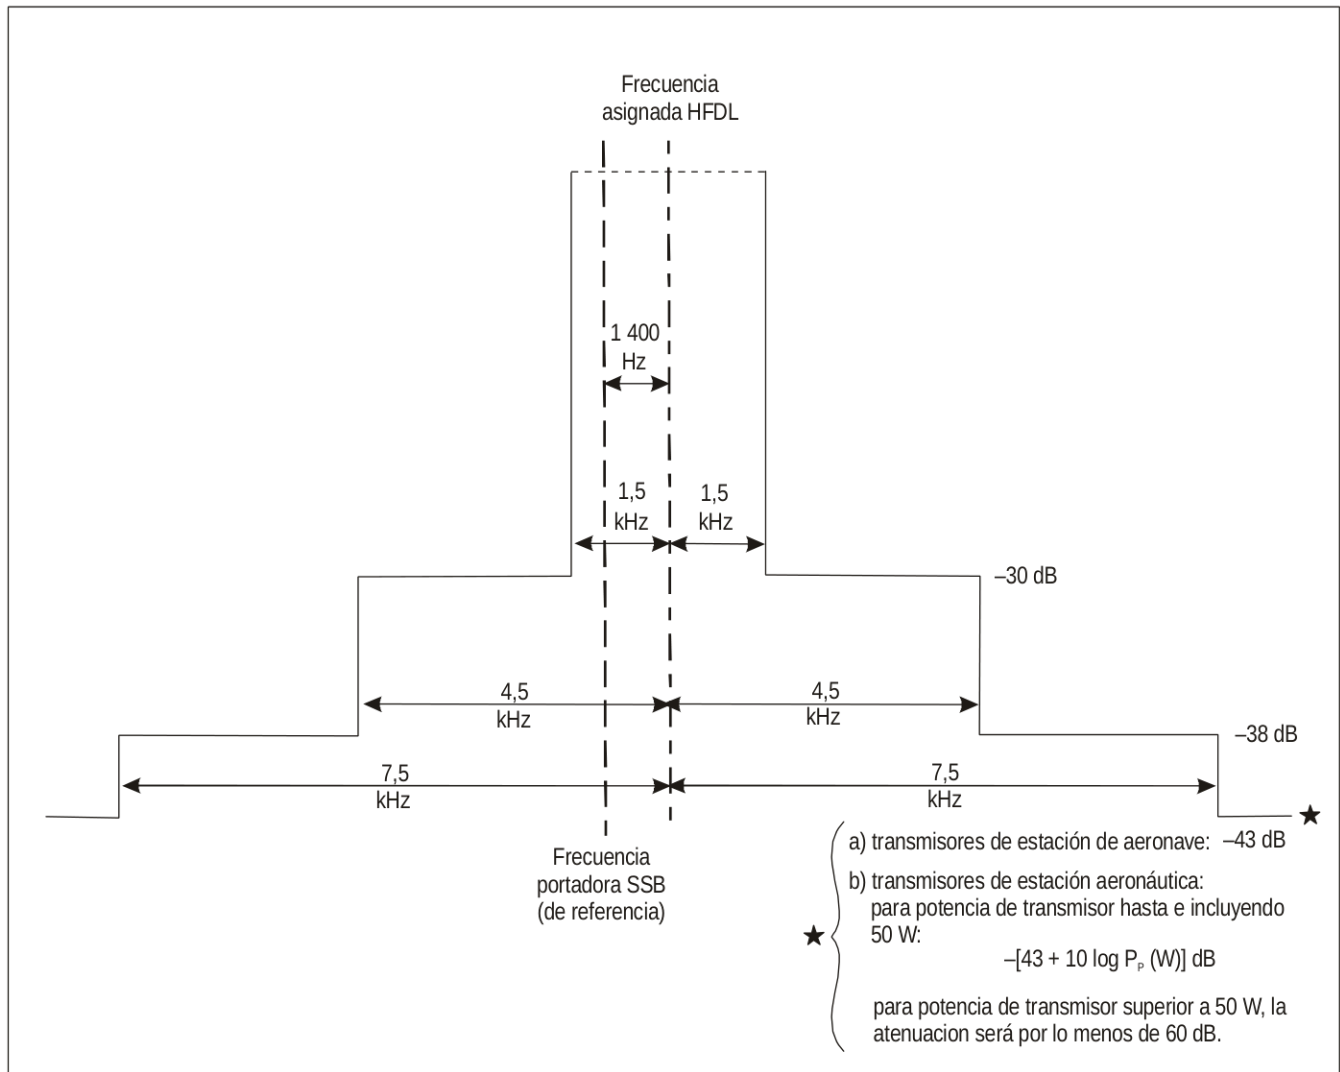 Frecuencia
asignada HFDL
1 400
Hz
1,5
kHz
1,5
kHz
–30 dB
4,5
kHz
4,5
kHz
–38 dB
7,5
kHz
7,5
kHz
Frecuencia
portadora SSB
(de referencia)
a) transmisores de estación de aeronave: –43 dB
b) transmisores de estación aeronáutica:
para potencia de transmisor hasta e incluyendo
50 W:
–[43 + 10 log Pₚ (W)] dB
para potencia de transmisor superior a 50 W, la
atenuacion será por lo menos de 60 dB.